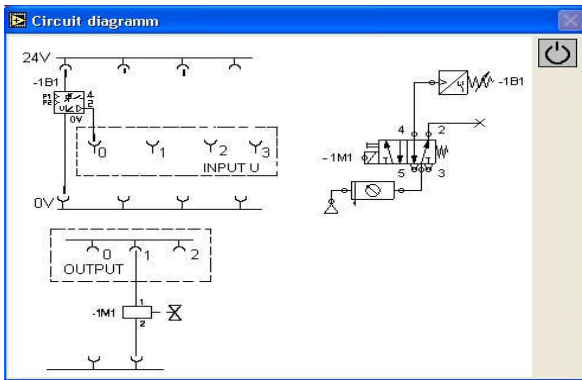 Circuit diagramm
24V
-1B1
P1 4
P2 2
0V
0 1 2 3
INPUT U
0V
0 1 2
OUTPUT
1
-1M1
2
-1B1
4 2
-1M1
5 3